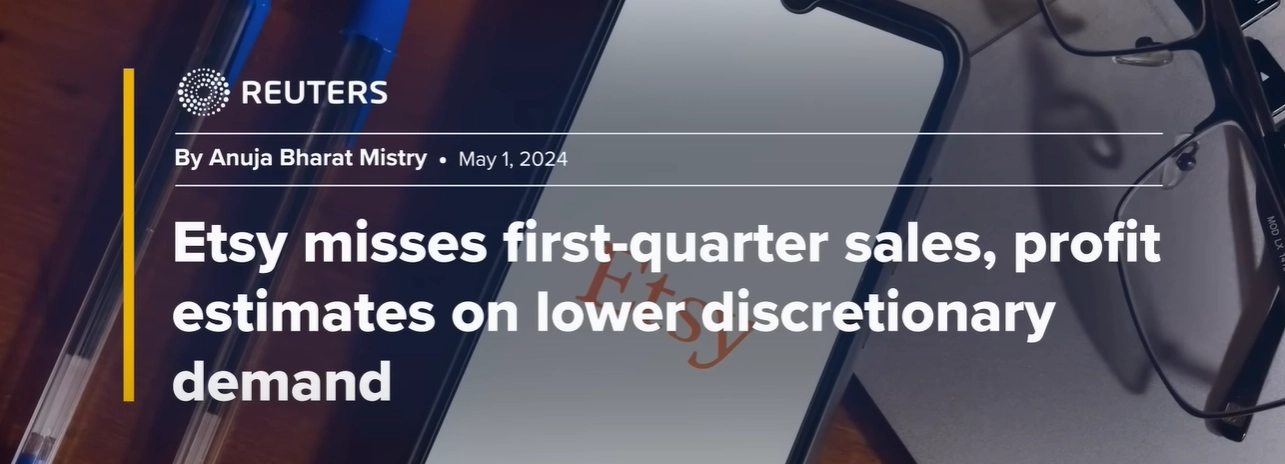 REUTERS
By Anuja Bharat Mistry • May 1, 2024
Etsy misses first-quarter sales, profit
estimates on lower discretionary
demand
Etsy